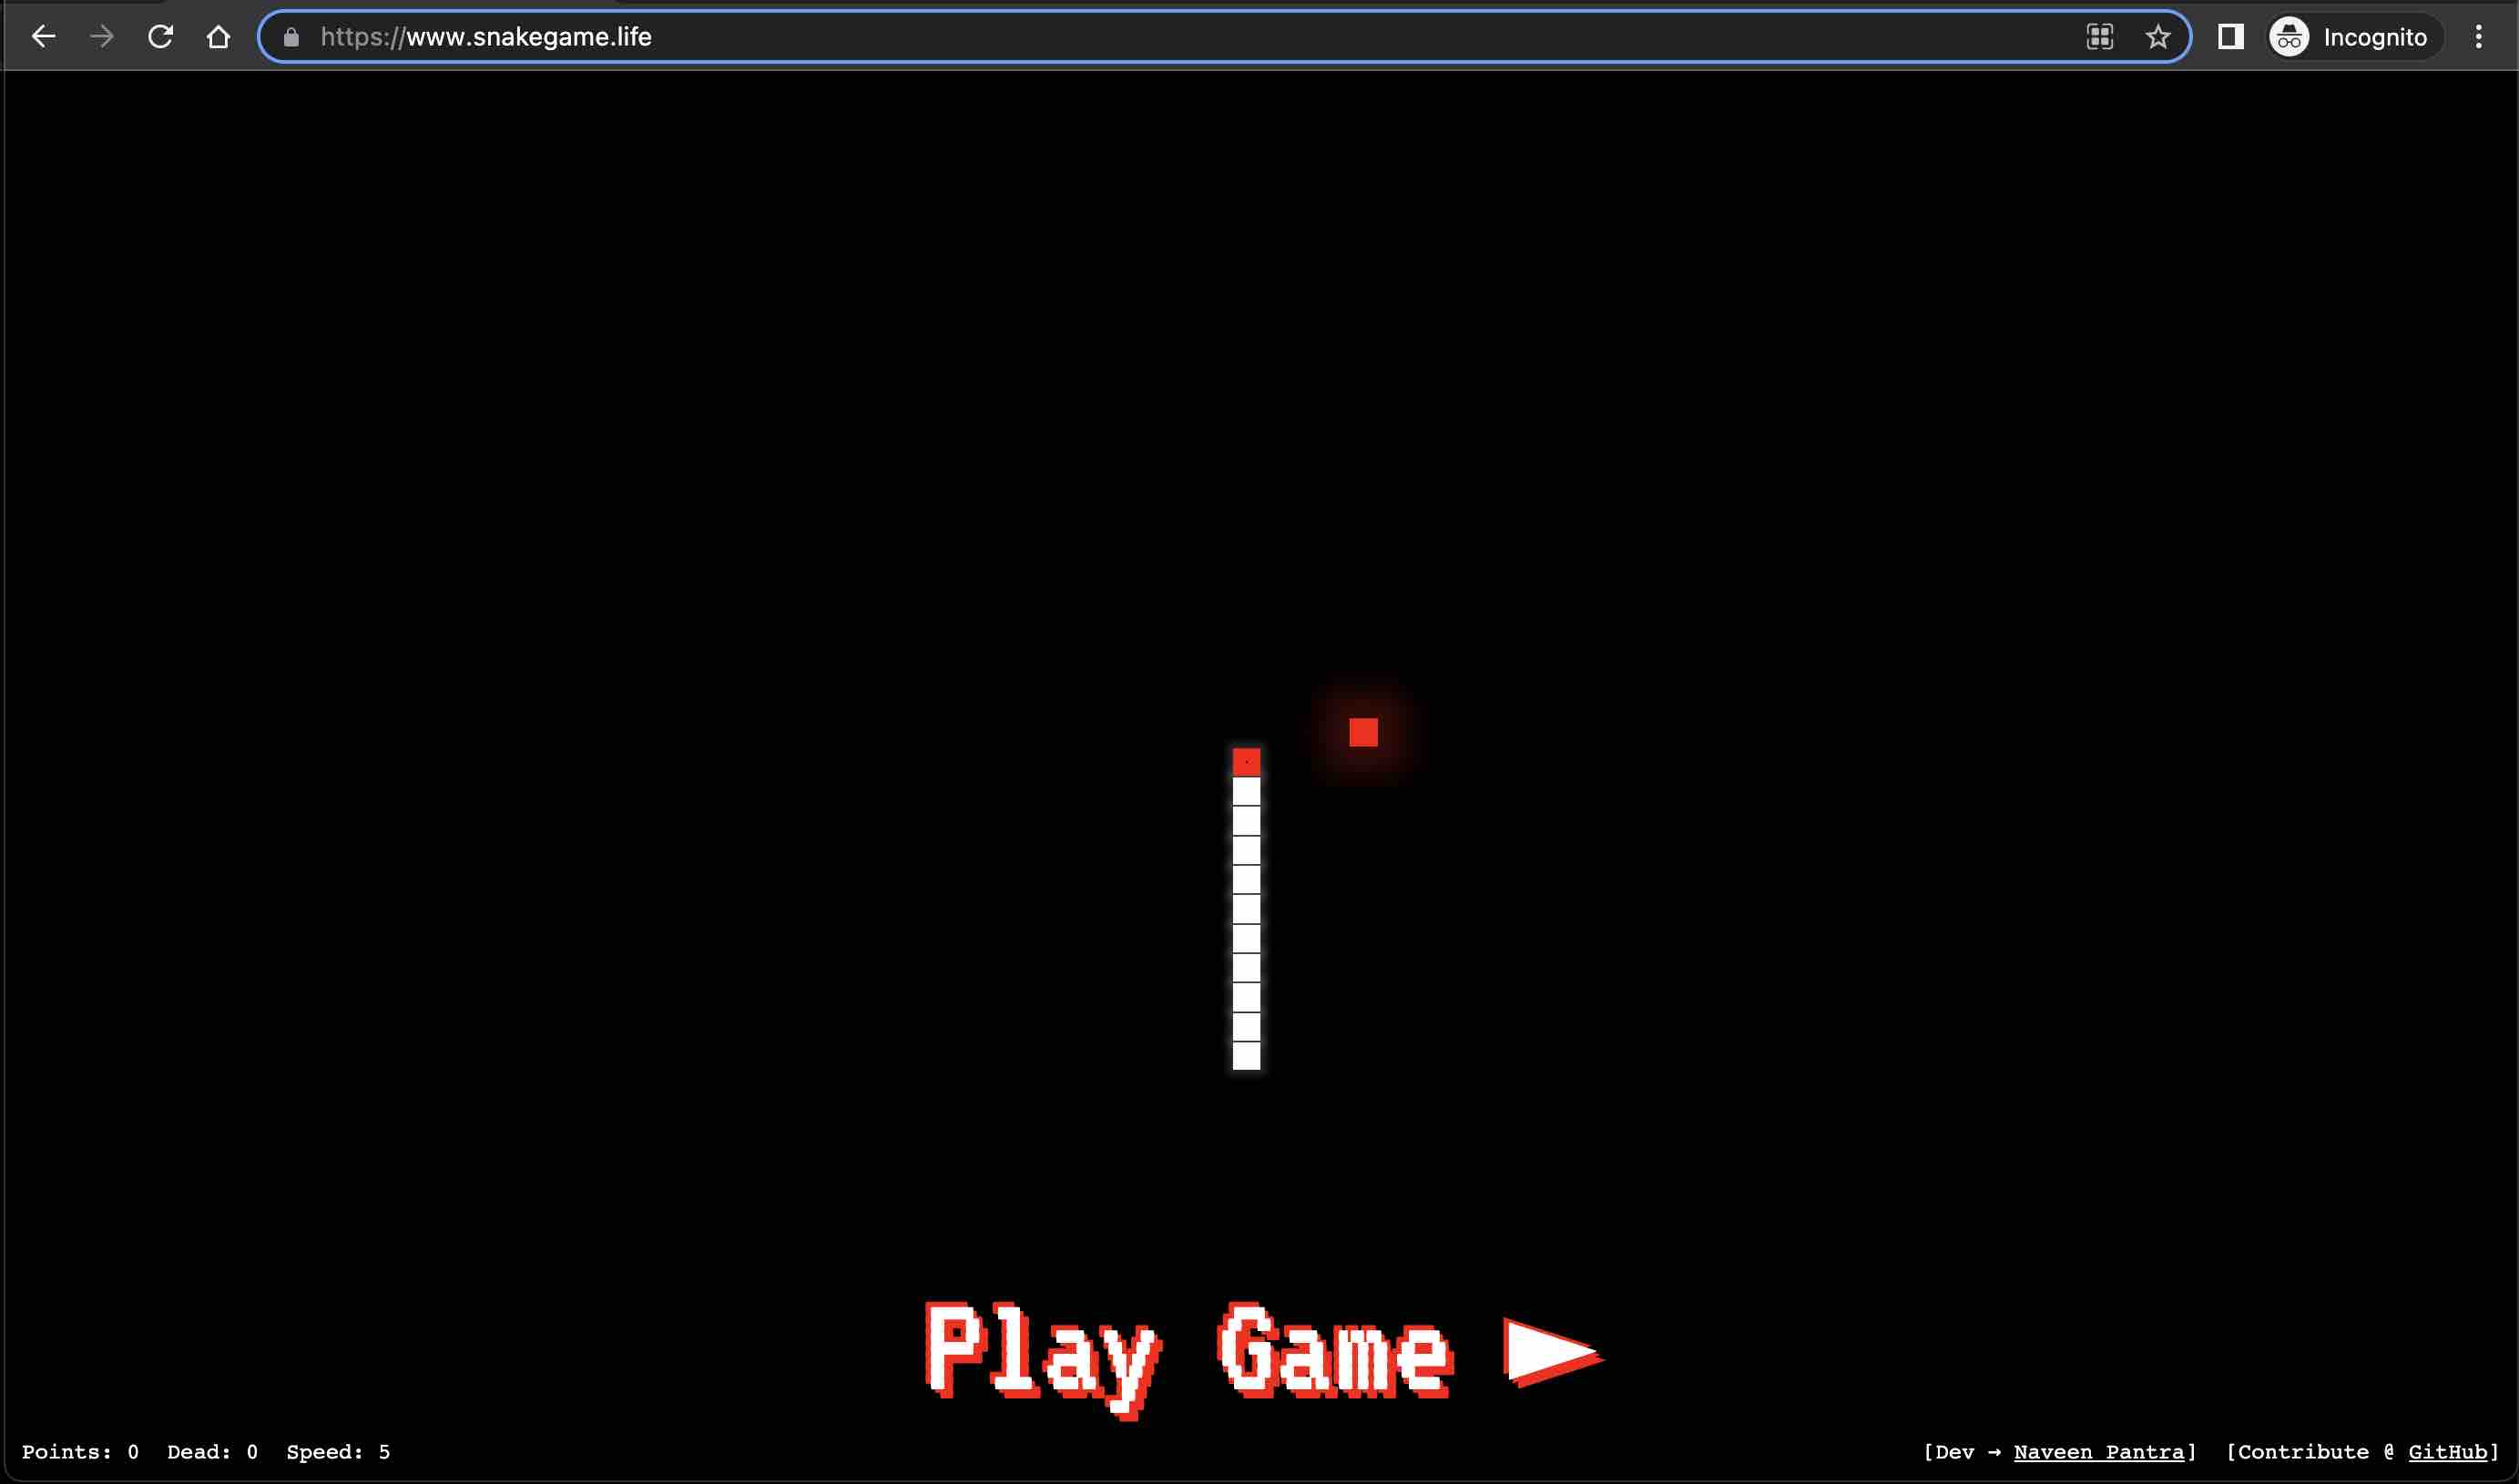 https://www.snakegame.life
Incognito
Play Game
Points: 0 Dead: 0 Speed: 5
[Dev → Naveen Pantra] [Contribute @ GitHub]